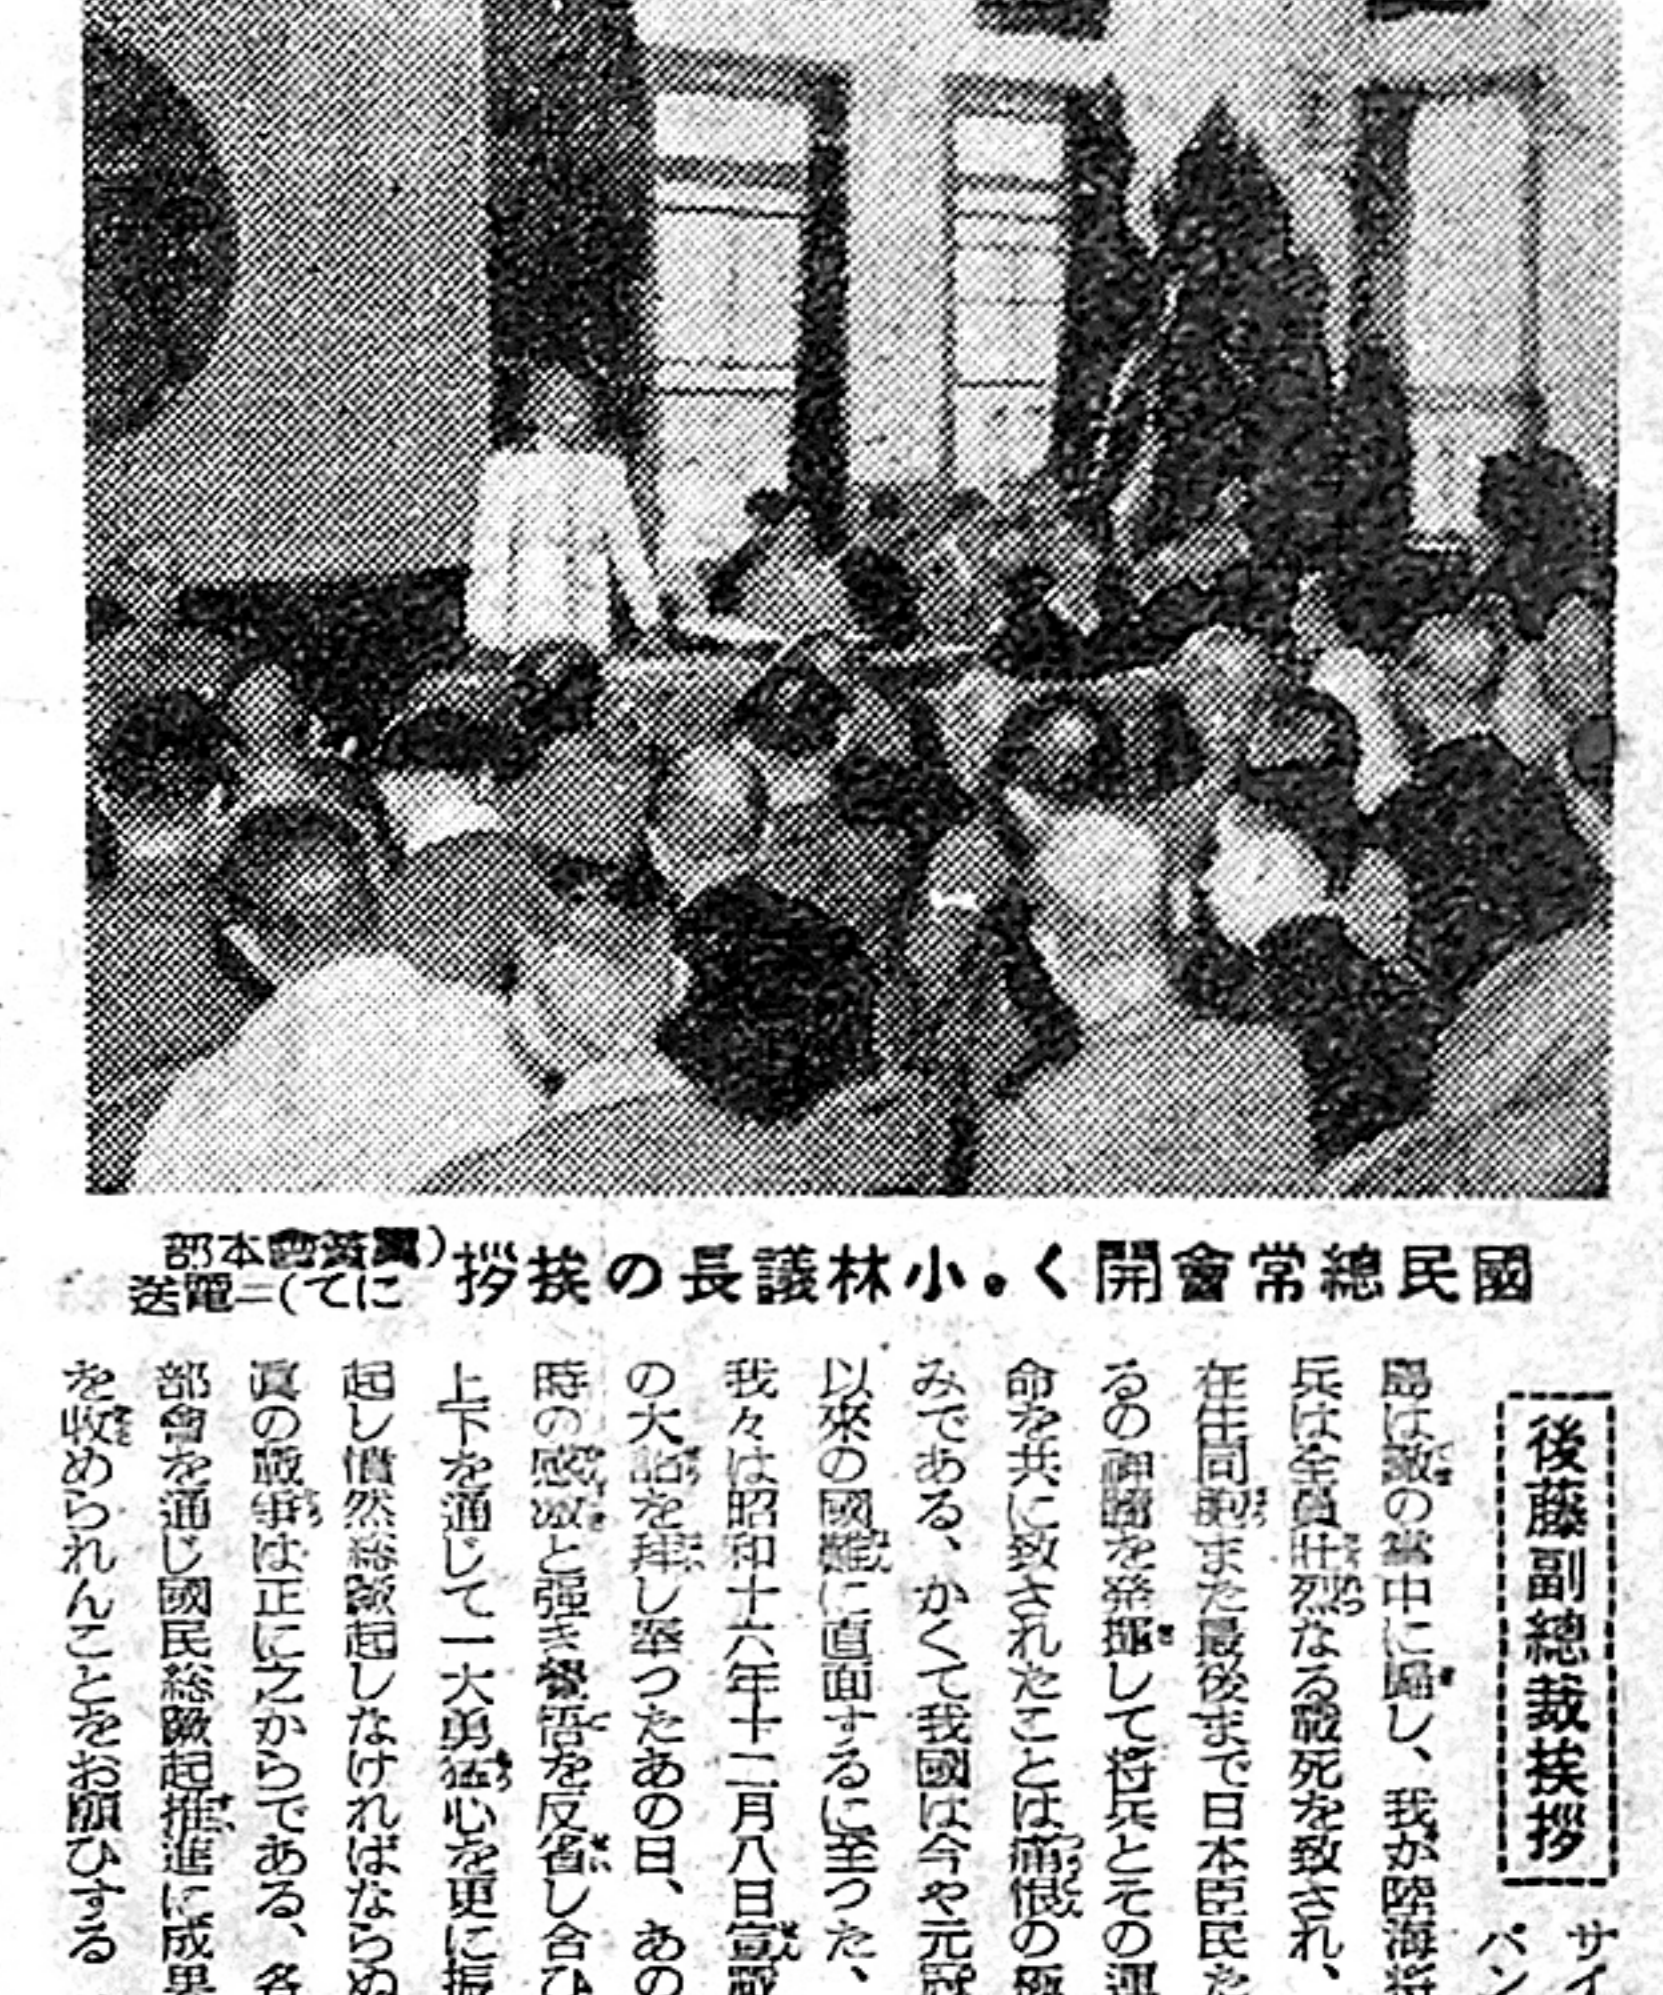 國民總常會開く。小林議長の挨拶
(翼賛會本部
にて)=電送
後藤副總裁挨拶
サイ
パン
島は敵の掌中に歸し、我が陸海将
兵は全員壮烈なる戰死を致され、
在住同胞また最後まで日本臣民た
るの神髄を発揮して将兵とその運
命を共に致されたことは痛恨の極
みである、かくて我國は今や元寇
以來の國難に直面するに至つた、
我々は昭和十六年十二月八日宣戰
の大詔を拜し奉つたあの日、あの
時の感激と强き覺悟を反省し合ひ
上下を通じて一大勇猛心を更に振
起し憤然総蹶起しなければならぬ
眞の戰爭は正に之からである、各
部會を通じ國民総蹶起推進に成果
を收められんことをお願ひする